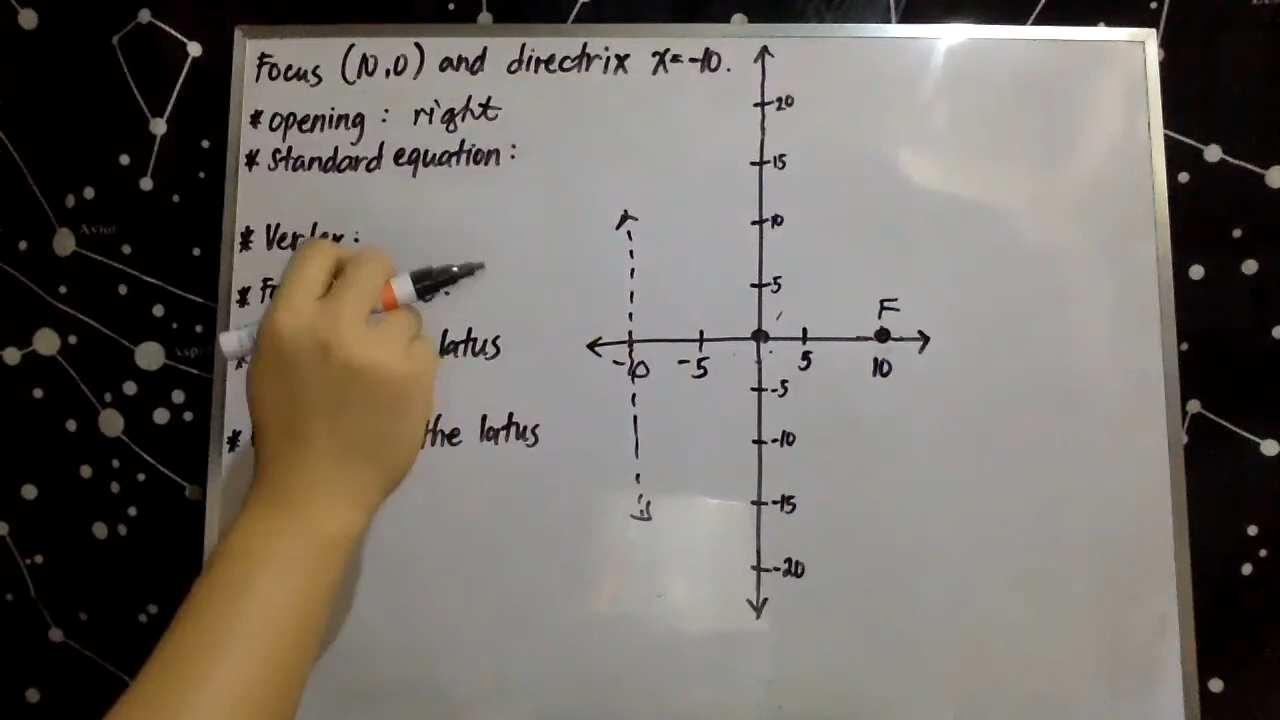 Focus (10,0) and directrix x=-10.
* opening: right
* Standard equation:
* Vertex:
*
latus
* the latus
20
15
10
5
-10 -5 5 10
F
-5
-10
-15
-20
Avior